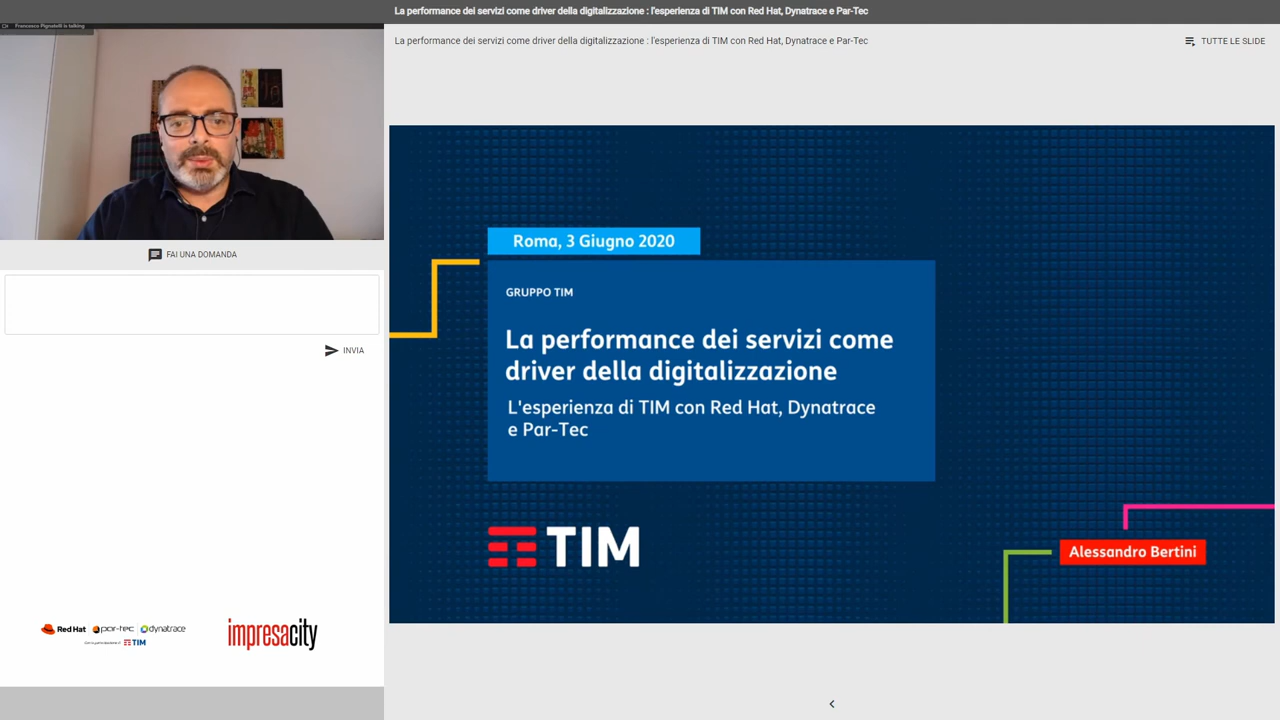 La performance dei servizi come driver della digitalizzazione : l'esperienza di TIM con Red Hat, Dynatrace e Par-Tec
Francesco Pignatelli is talking
La performance dei servizi come driver della digitalizzazione : l'esperienza di TIM con Red Hat, Dynatrace e Par-Tec
TUTTE LE SLIDE
FAI UNA DOMANDA
INVIA
Roma, 3 Giugno 2020
GRUPPO TIM
La performance dei servizi come
driver della digitalizzazione
L'esperienza di TIM con Red Hat, Dynatrace
e Par-Tec
TIM
Alessandro Bertini
Red Hat par-tec dynatrace
TIM
impresacity